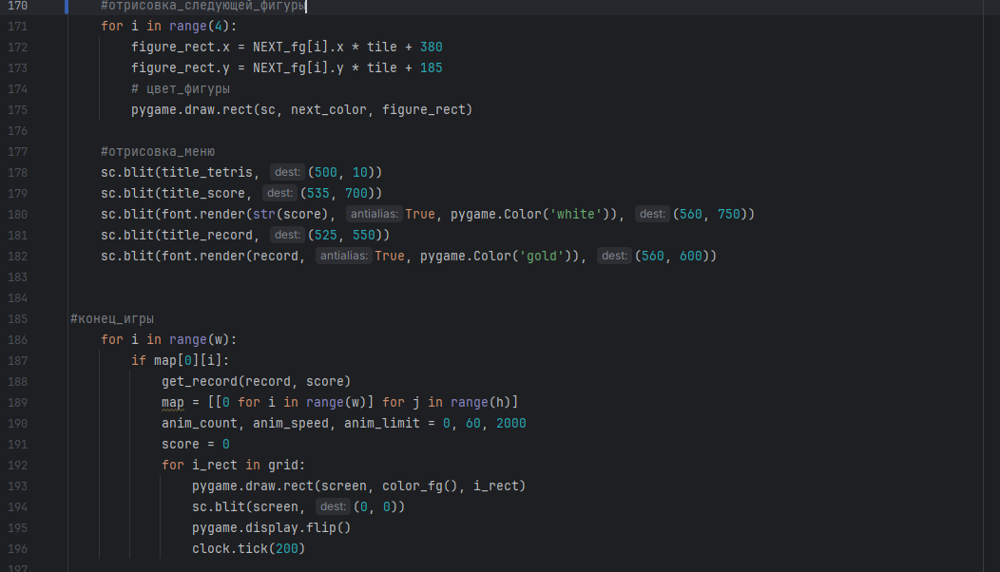 170 #отрисовка_следующей_фигуры
171 for i in range(4):
172 figure_rect.x = NEXT_fg[i].x * tile + 380
173 figure_rect.y = NEXT_fg[i].y * tile + 185
174 # цвет_фигуры
175 pygame.draw.rect(sc, next_color, figure_rect)
176
177 #отрисовка_меню
178 sc.blit(title_tetris, dest: (500, 10))
179 sc.blit(title_score, dest: (535, 700))
180 sc.blit(font.render(str(score), antialias: True, pygame.Color('white')), dest: (560, 750))
181 sc.blit(title_record, dest: (525, 550))
182 sc.blit(font.render(record, antialias: True, pygame.Color('gold')), dest: (560, 600))
183
184
185 #конец_игры
186 for i in range(w):
187 if map[0][i]:
188 get_record(record, score)
189 map = [[0 for i in range(w)] for j in range(h)]
190 anim_count, anim_speed, anim_limit = 0, 60, 2000
191 score = 0
192 for i_rect in grid:
193 pygame.draw.rect(screen, color_fg(), i_rect)
194 sc.blit(screen, dest: (0, 0))
195 pygame.display.flip()
196 clock.tick(200)
197